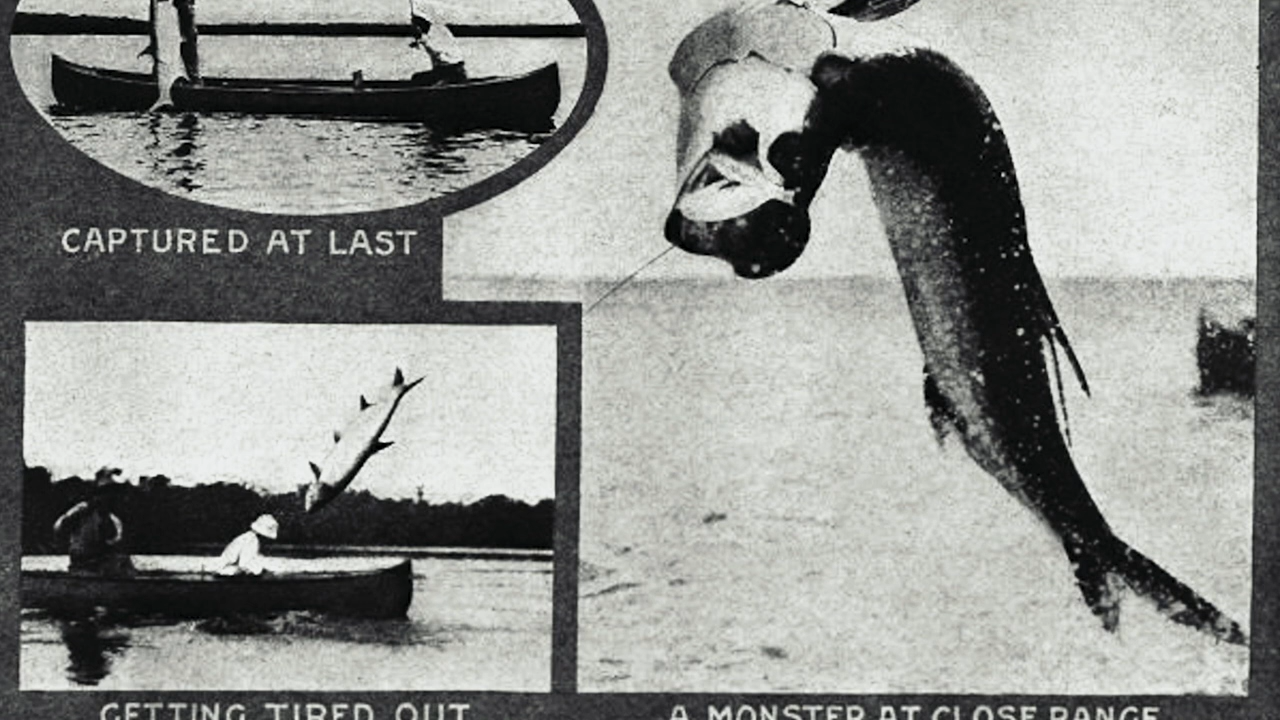 CAPTURED AT LAST
GETTING TIRED OUT
A MONSTER AT CLOSE RANGE